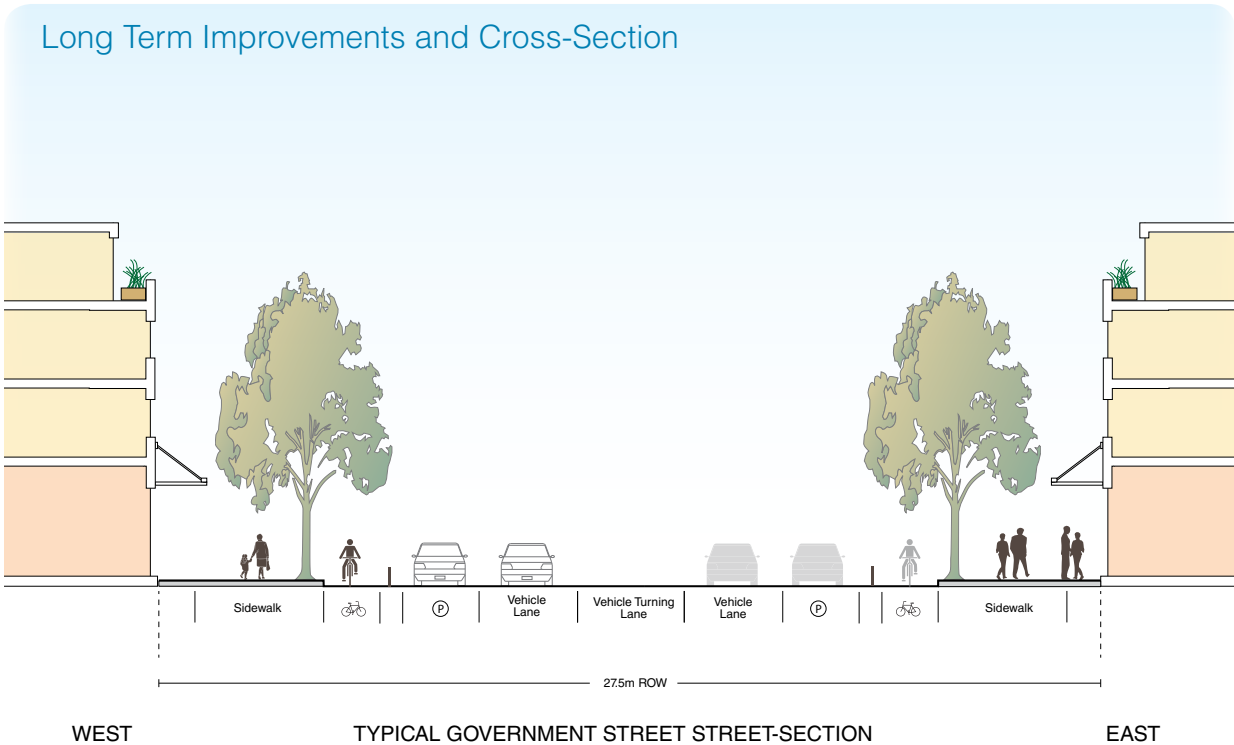 Long Term Improvements and Cross-Section
Sidewalk
P
Vehicle
Lane
Vehicle Turning
Lane
Vehicle
Lane
P
Sidewalk
27.5m ROW
WEST
TYPICAL GOVERNMENT STREET STREET-SECTION
EAST